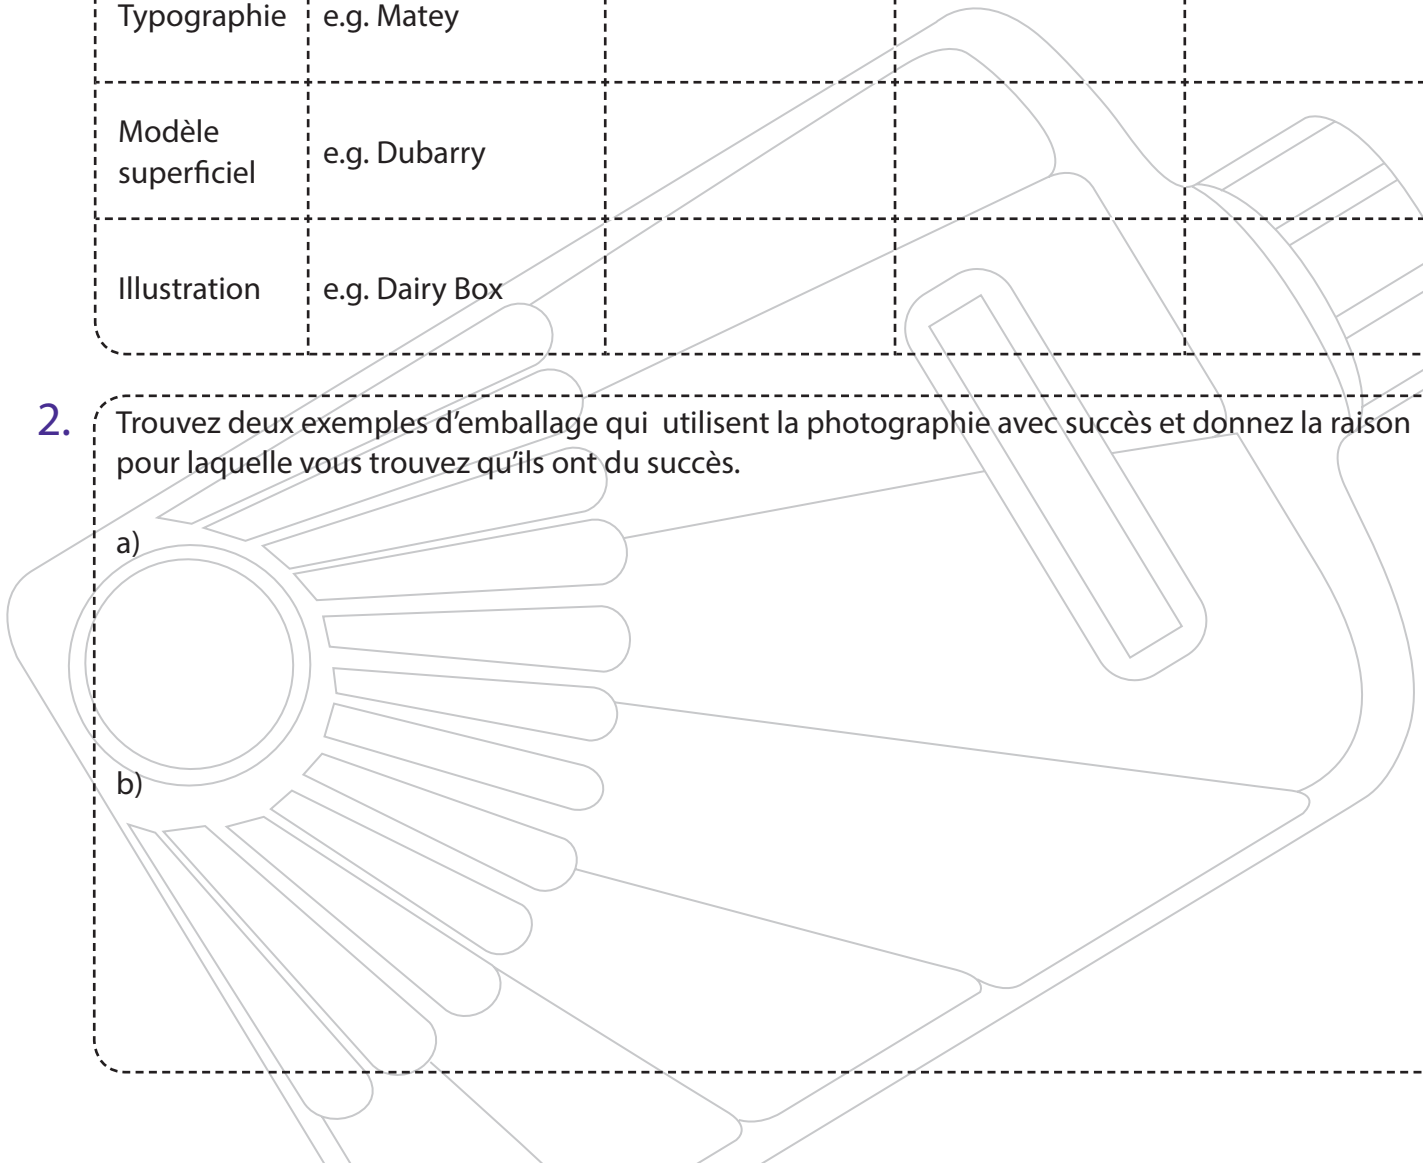 Typographie e.g. Matey
Modèle
superficiel
e.g. Dubarry
Illustration e.g. Dairy Box
2. Trouvez deux exemples d’emballage qui  utilisent la photographie avec succès et donnez la raison
pour laquelle vous trouvez qu’ils ont du succès.
a)
b)